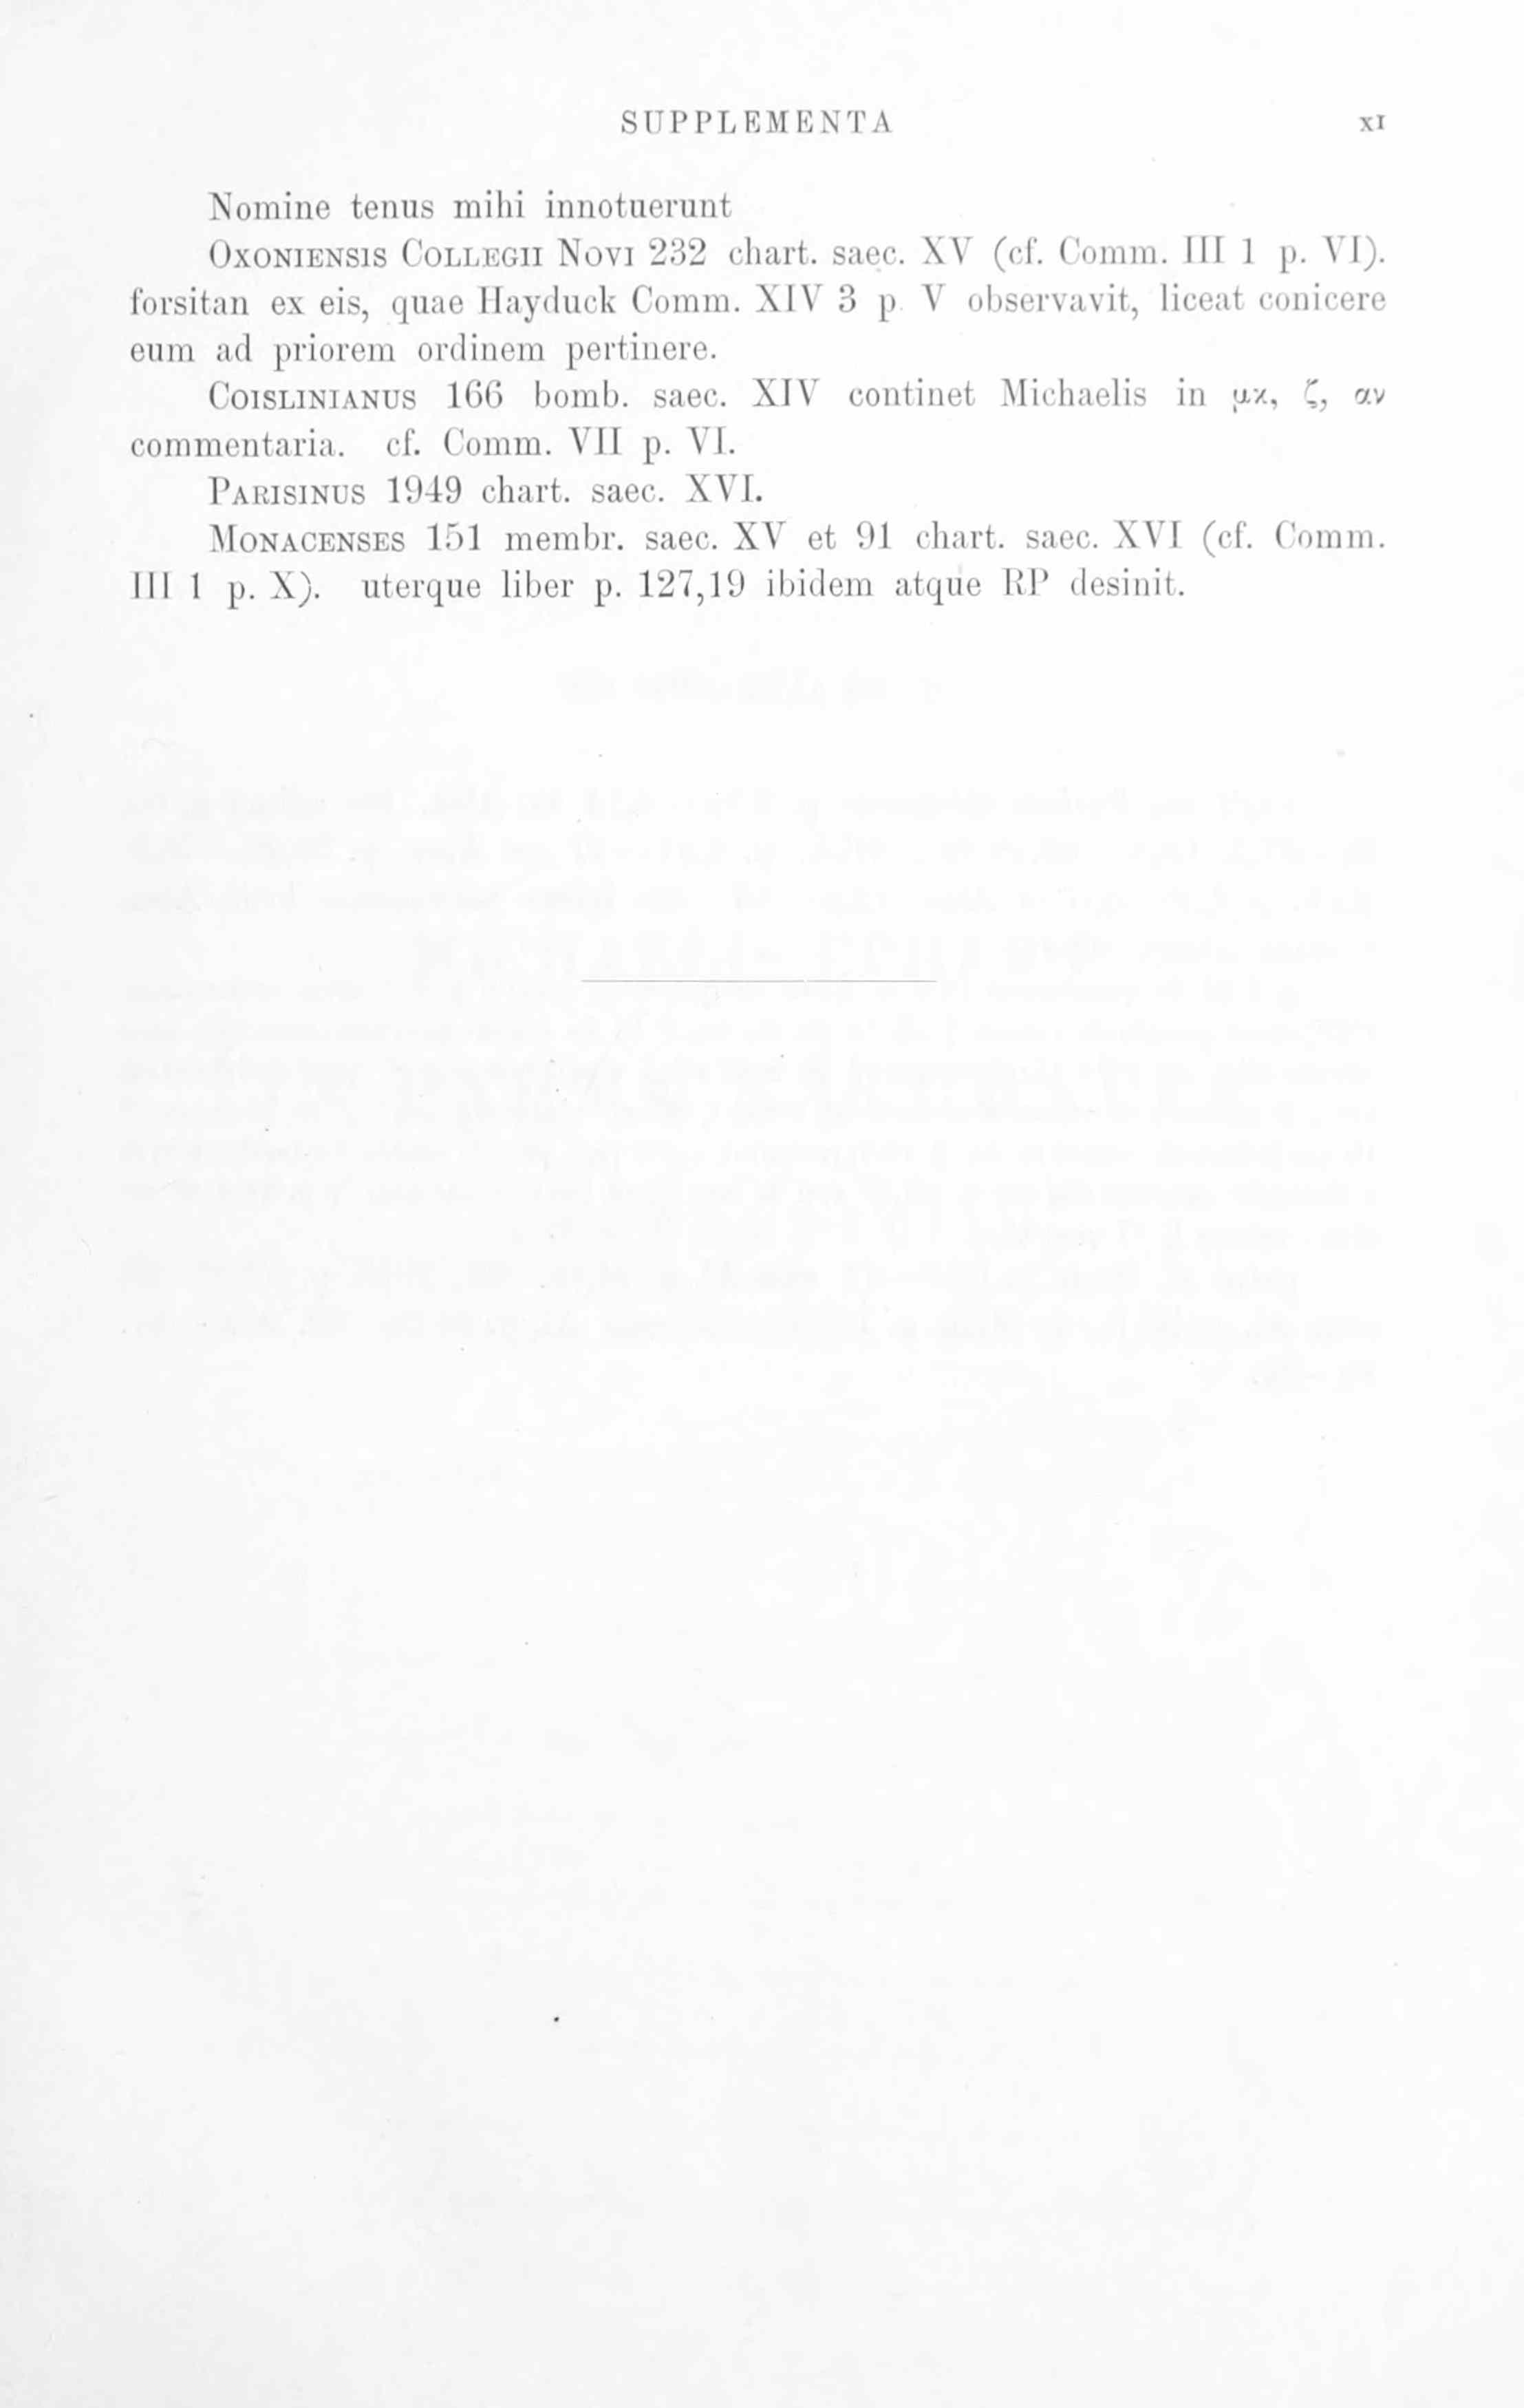 SUPPLEMENTA XI
Nomine tenus mihi innotuerunt
OXONIENSIS COLLEGII NOVI 232 chart. saec. XV (cf. Comm. III 1 p. VI).
forsitan ex eis, quae Hayduck Comm. XIV 3 p. V observavit, liceat conicere
eum ad priorem ordinem pertinere.
COISLINIANUS 166 bomb. saec. XIV continet Michaelis in μκ, ζ, αν
commentaria. cf. Comm. VII p. VI.
PARISINUS 1949 chart. saec. XVI.
MONACENSES 151 membr. saec. XV et 91 chart. saec. XVI (cf. Comm.
III 1 p. X). uterque liber p. 127,19 ibidem atque RP desinit.